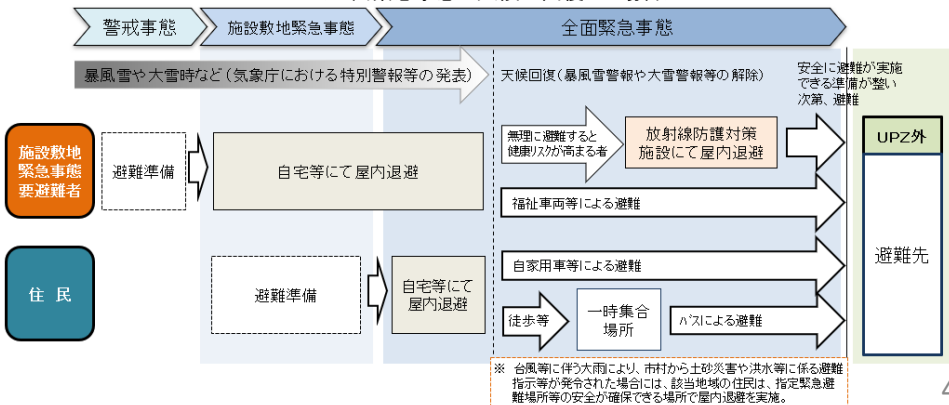 警戒事態
施設敷地緊急事態
全面緊急事態
暴風雪や大雪時など(気象庁における特別警報等の発表)
天候回復(暴風雪警報や大雪警報等の解除)
安全に避難が実施
できる準備が整い
次第、避難
施設敷地
緊急事態
要避難者
避難準備
自宅等にて屋内退避
無理に避難すると
健康リスクが高まる者
放射線防護対策
施設にて屋内退避
福祉車両等による避難
UPZ外
避難先
住 民
避難準備
自宅等にて
屋内退避
自家用車等による避難
徒歩等
一時集合
場所
バスによる避難
※ 台風等に伴う大雨により、市村から土砂災害や洪水等に係る避難
指示等が発令された場合には、該当地域の住民は、指定緊急避
難場所等の安全が確保できる場所で屋内退避を実施。